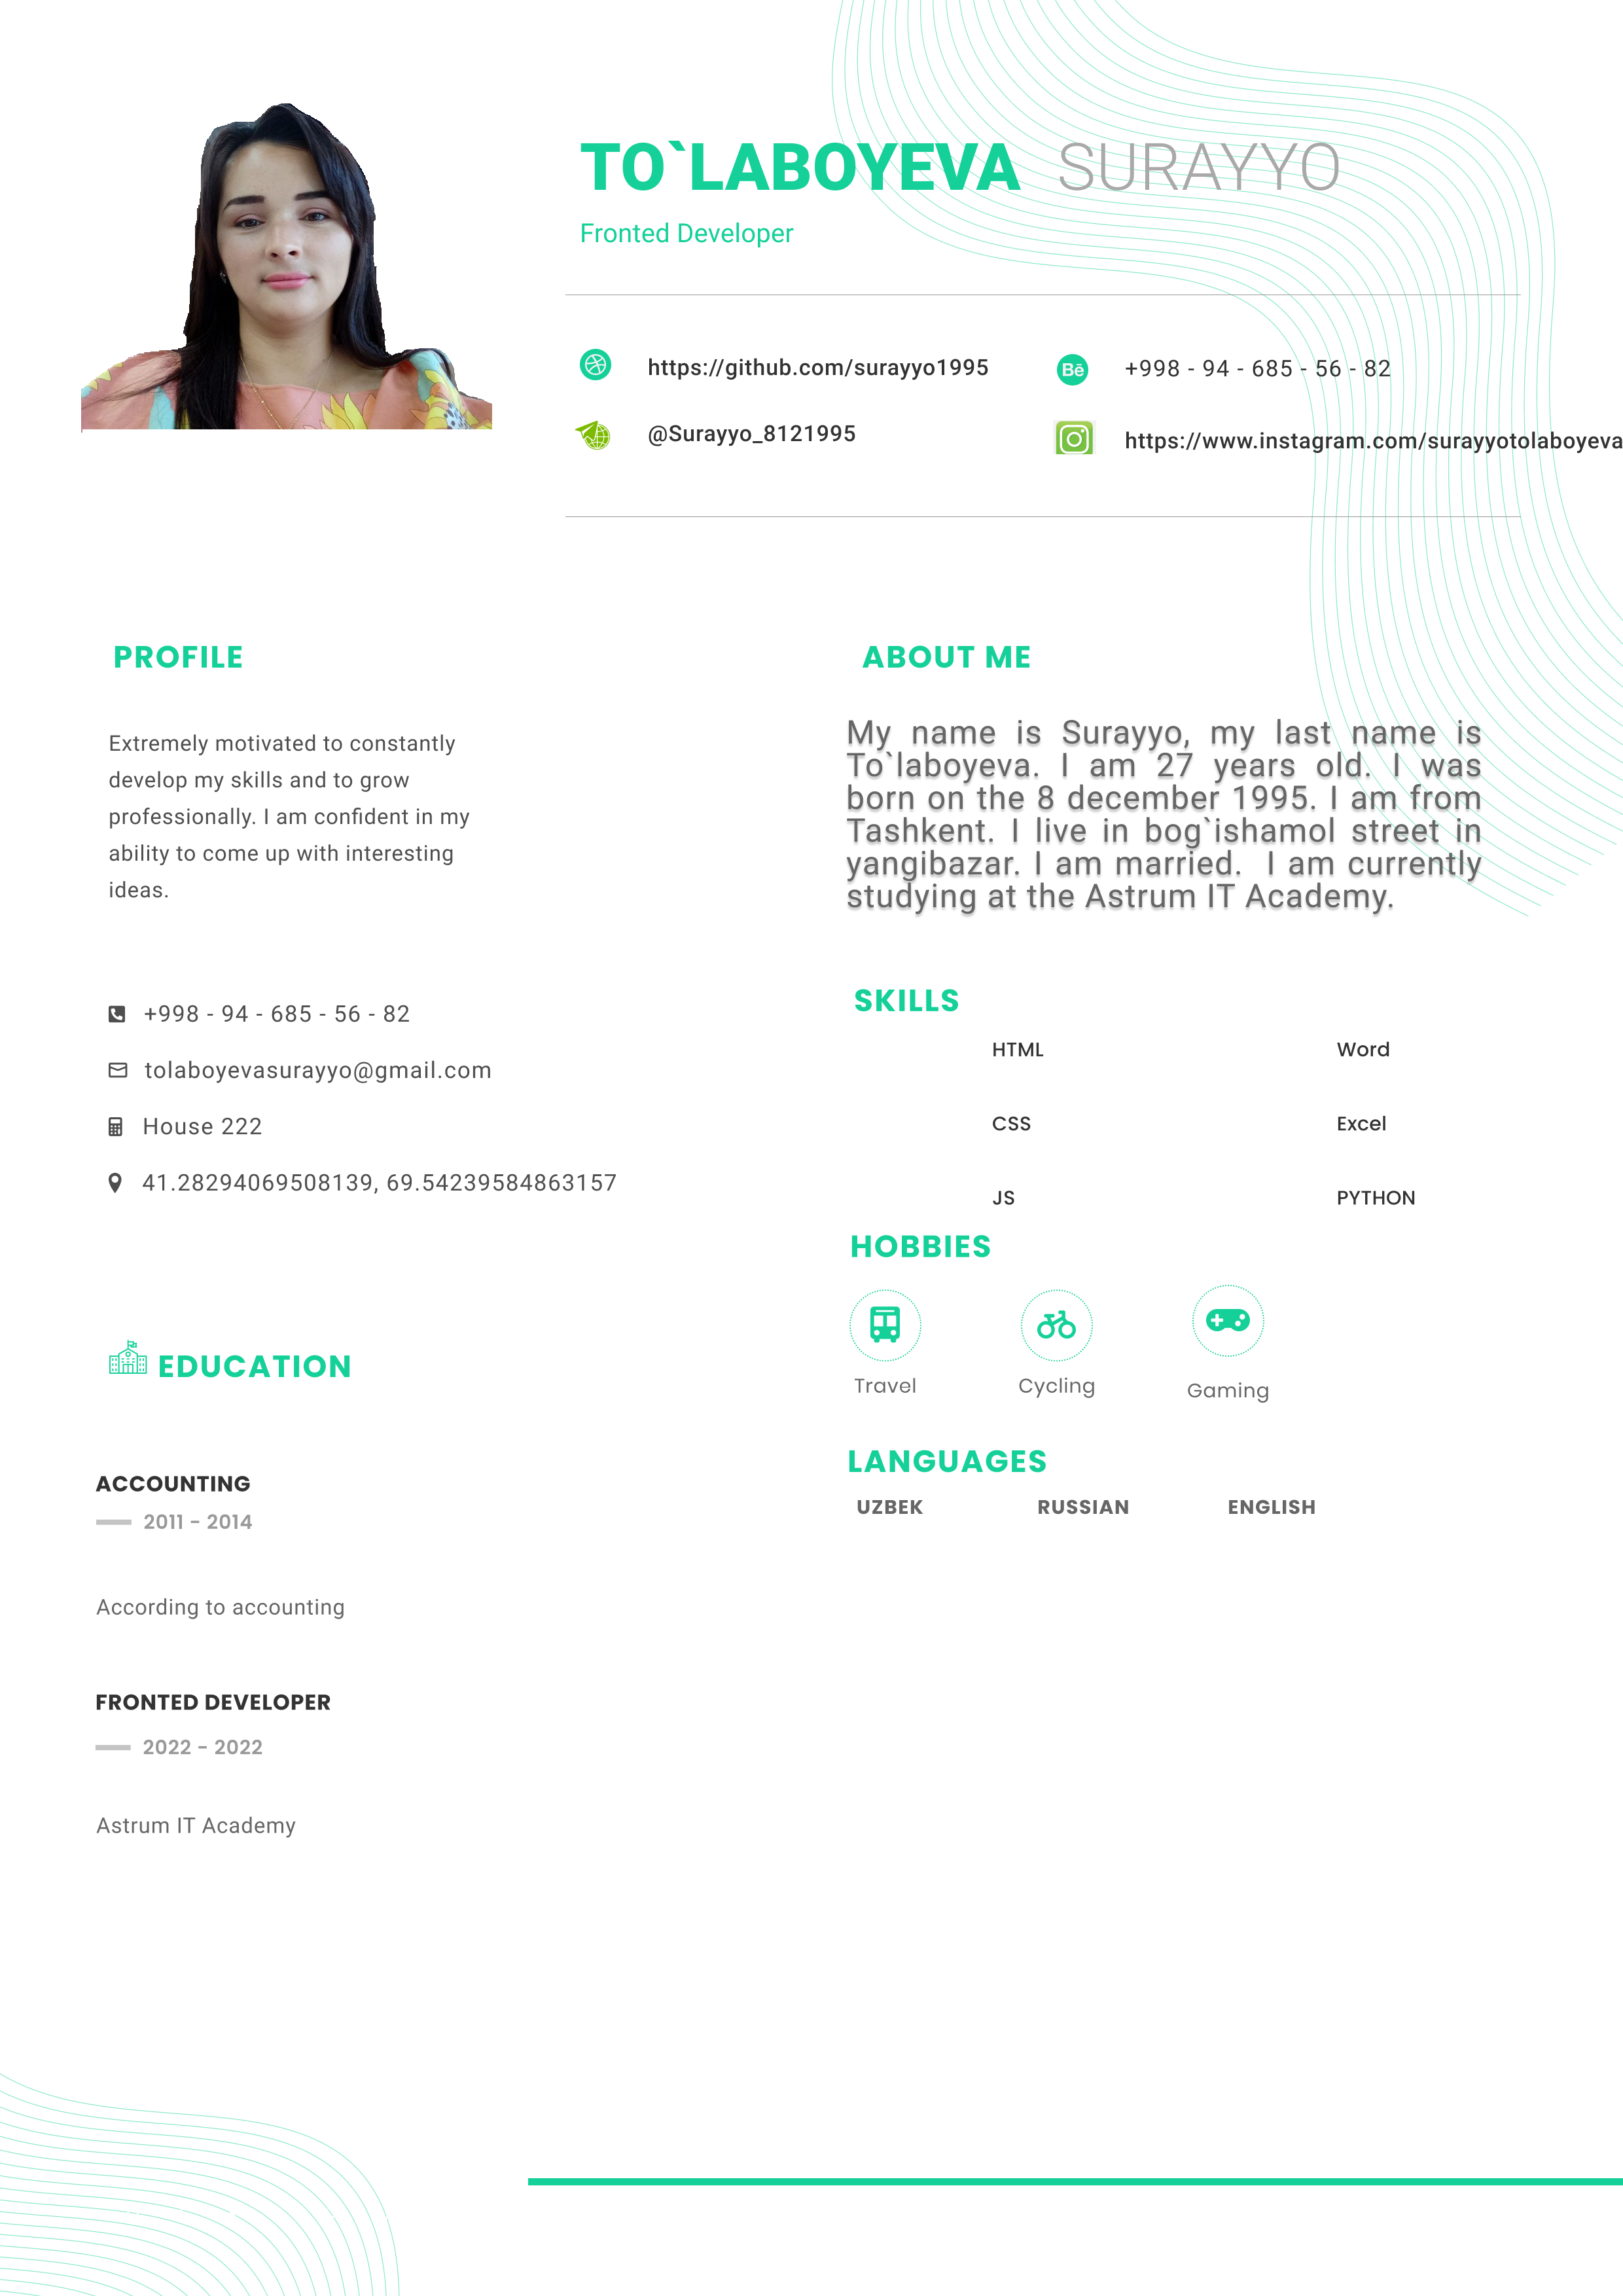 TO`LABOYEVA SURAYYO
Fronted Developer
https://github.com/surayyo1995
Bē +998 - 94 - 685 - 56 - 82
@Surayyo_8121995
https://www.instagram.com/surayyotolaboyeva
PROFILE
Extremely motivated to constantly
develop my skills and to grow
professionally. I am confident in my
ability to come up with interesting
ideas.
+998 - 94 - 685 - 56 - 82
tolaboyevasurayyo@gmail.com
House 222
41.28294069508139, 69.54239584863157
EDUCATION
ACCOUNTING
2011 - 2014
According to accounting
FRONTED DEVELOPER
2022 - 2022
Astrum IT Academy
ABOUT ME
My name is Surayyo, my last name is
To`laboyeva. I am 27 years old. I was
born on the 8 december 1995. I am from
Tashkent. I live in bog`ishamol street in
yangibazar. I am married. I am currently
studying at the Astrum IT Academy.
SKILLS
HTML Word
CSS Excel
JS PYTHON
HOBBIES
Travel Cycling Gaming
LANGUAGES
UZBEK RUSSIAN ENGLISH